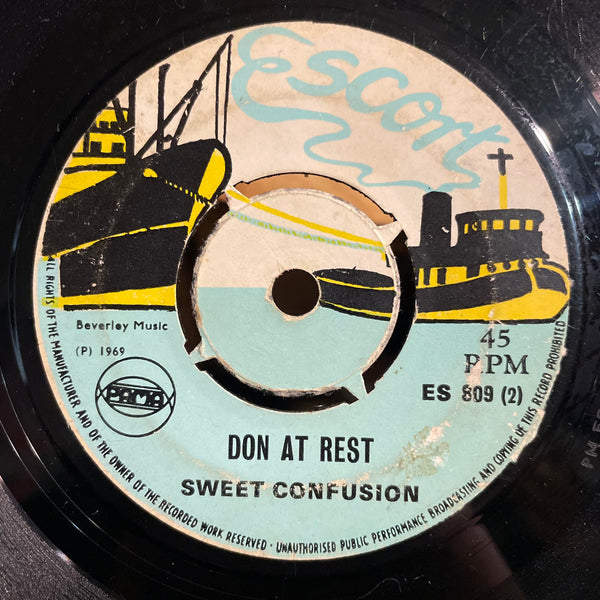 Escort
Beverley Music
(P) 1969
PAMA
45
RPM
ES 809 (2)
DON AT REST
SWEET CONFUSION
ALL RIGHTS OF THE MANUFACTURER AND OF THE OWNER OF THE RECORDED WORK RESERVED - UNAUTHORISED PUBLIC PERFORMANCE BROADCASTING AND COPYING OF THIS RECORD PROHIBITED